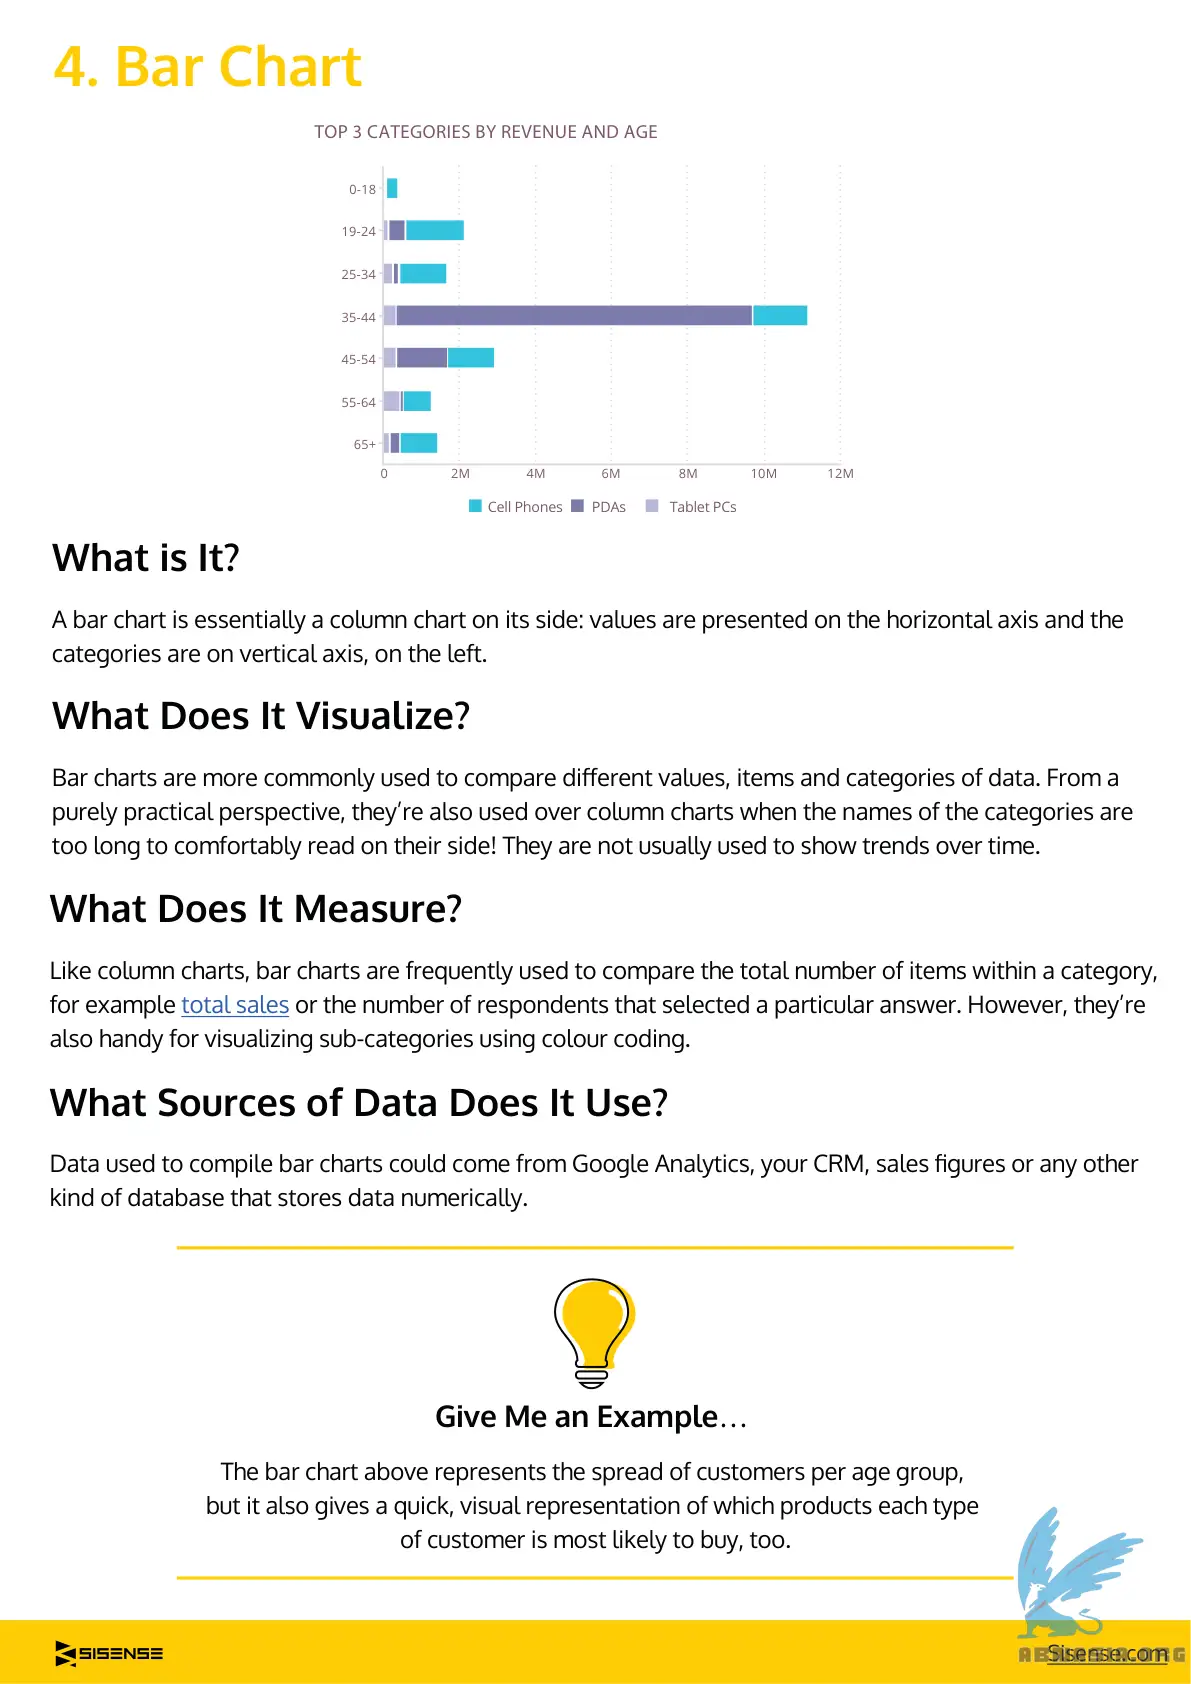 4. Bar Chart
TOP 3 CATEGORIES BY REVENUE AND AGE
0-18
19-24
25-34
35-44
45-54
55-64
65+
0 2M 4M 6M 8M 10M 12M
Cell Phones PDAs Tablet PCs
What is It?
A bar chart is essentially a column chart on its side: values are presented on the horizontal axis and the
categories are on vertical axis, on the left.
What Does It Visualize?
Bar charts are more commonly used to compare different values, items and categories of data. From a
purely practical perspective, they’re also used over column charts when the names of the categories are
too long to comfortably read on their side! They are not usually used to show trends over time.
What Does It Measure?
Like column charts, bar charts are frequently used to compare the total number of items within a category,
for example total sales or the number of respondents that selected a particular answer. However, they’re
also handy for visualizing sub-categories using colour coding.
What Sources of Data Does It Use?
Data used to compile bar charts could come from Google Analytics, your CRM, sales figures or any other
kind of database that stores data numerically.
Give Me an Example…
The bar chart above represents the spread of customers per age group,
but it also gives a quick, visual representation of which products each type
of customer is most likely to buy, too.
SISENSE
Sisense.com